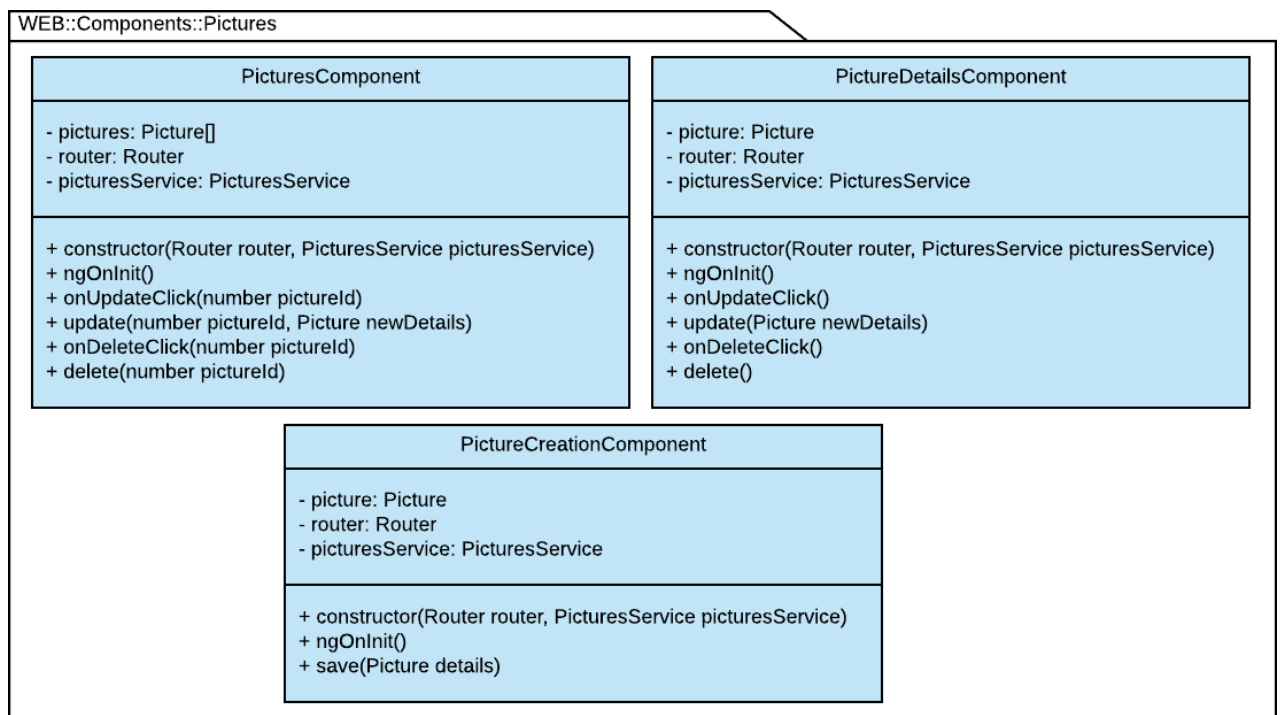 WEB::Components::Pictures
PicturesComponent
- pictures: Picture[]
- router: Router
- picturesService: PicturesService
+ constructor(Router router, PicturesService picturesService)
+ ngOnInit()
+ onUpdateClick(number pictureId)
+ update(number pictureId, Picture newDetails)
+ onDeleteClick(number pictureId)
+ delete(number pictureId)
PictureDetailsComponent
- picture: Picture
- router: Router
- picturesService: PicturesService
+ constructor(Router router, PicturesService picturesService)
+ ngOnInit()
+ onUpdateClick()
+ update(Picture newDetails)
+ onDeleteClick()
+ delete()
PictureCreationComponent
- picture: Picture
- router: Router
- picturesService: PicturesService
+ constructor(Router router, PicturesService picturesService)
+ ngOnInit()
+ save(Picture details)